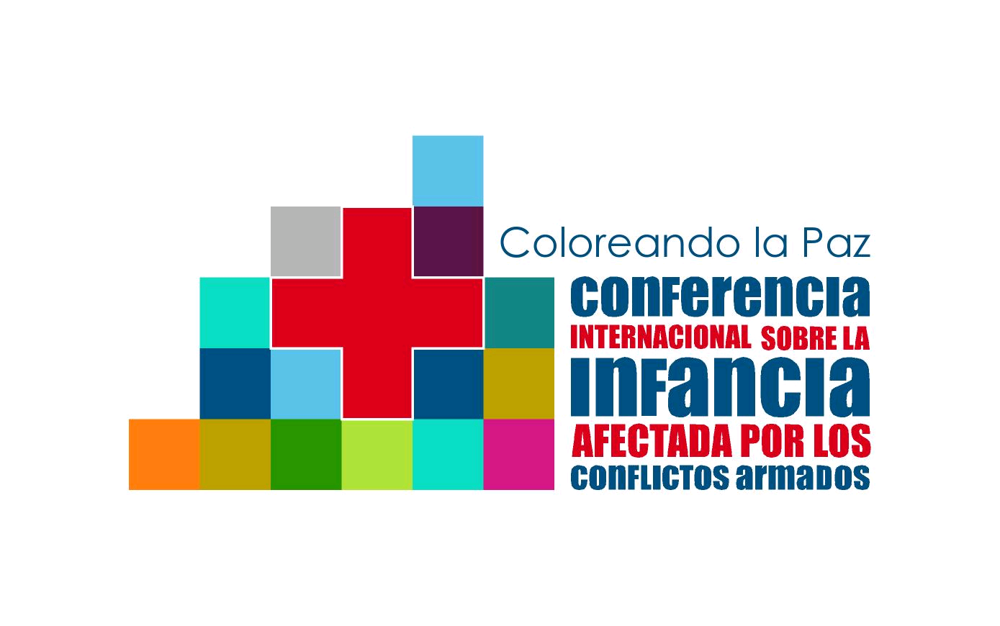 Coloreando la Paz
conferencia
INTERNACIONAL SOBRE LA
infancia
AFECTADA POR LOS
conflictos armados